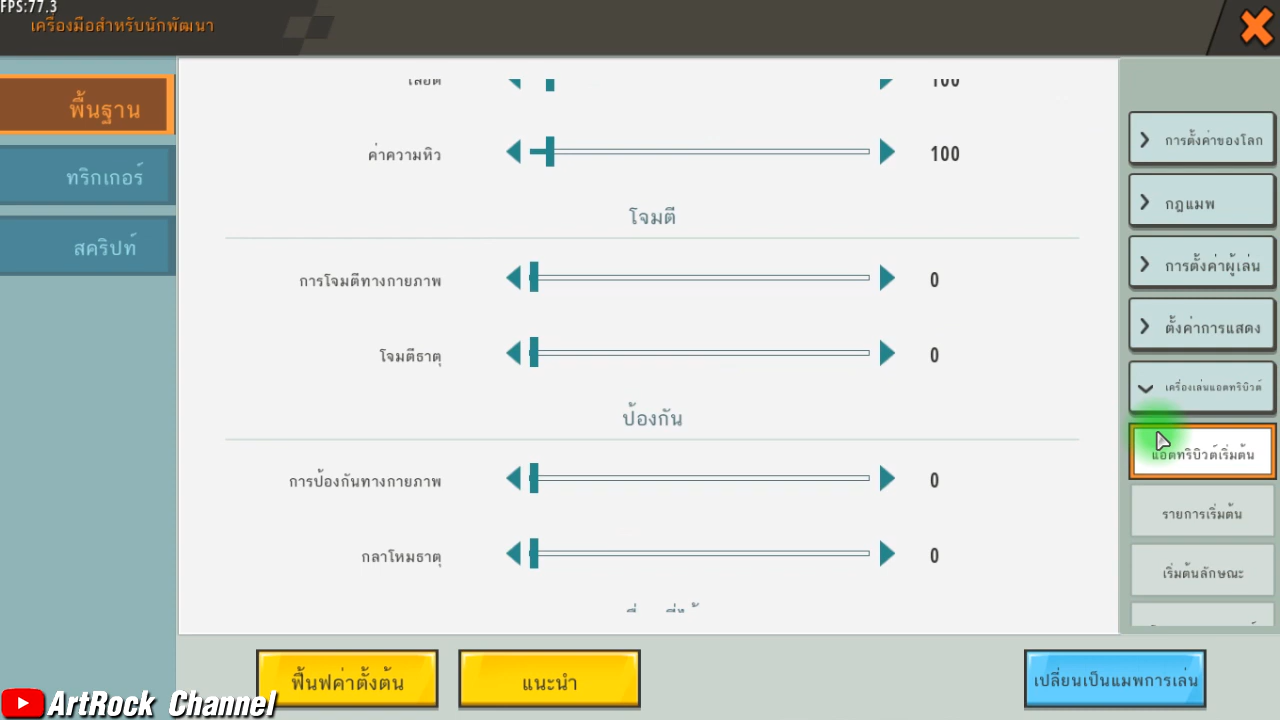 FPS:77.3
เครื่องมือสำหรับนักพัฒนา
พื้นฐาน
ทริกเกอร์
สคริปท์
100
ค่าความหิว
100
โจมตี
การโจมตีทางกายภาพ
0
โจมตีธาตุ
0
ป้องกัน
การป้องกันทางกายภาพ
0
กลาโหมธาตุ
0
การตั้งค่าของโลก
กฎแมพ
การตั้งค่าผู้เล่น
ตั้งค่าการแสดง
เครื่องเล่นแอตทริบิวต์
แอตทริบิวต์เริ่มต้น
รายการเริ่มต้น
เริ่มต้นลักษณะ
ฟื้นฟค่าตั้งต้น
แนะนำ
เปลี่ยนเป็นแมพการเล่น
ArtRock Channel